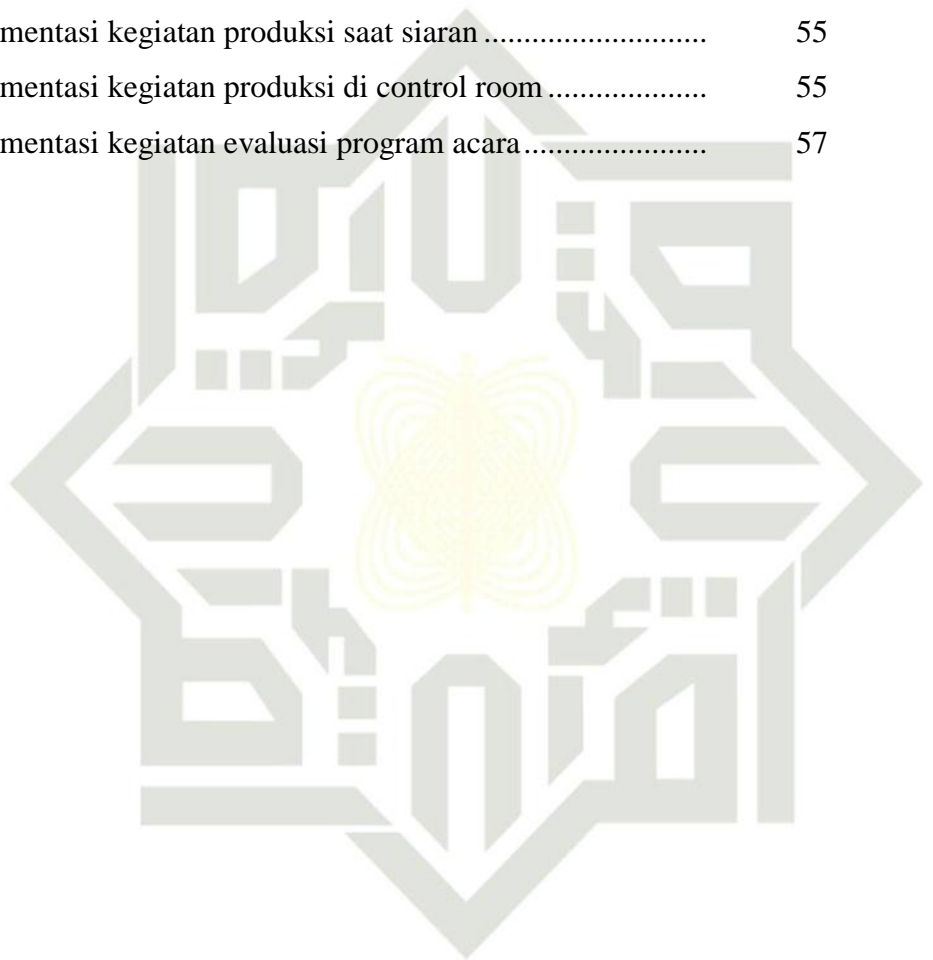 mentasi kegiatan produksi saat siaran ........................... 55
mentasi kegiatan produksi di control room .................... 55
mentasi kegiatan evaluasi program acara ....................... 57